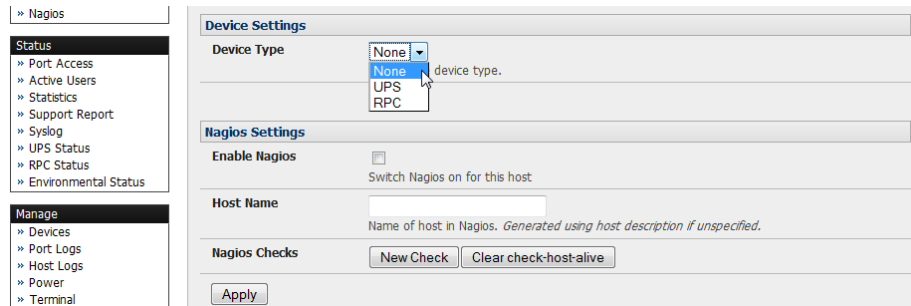 » Nagios
Status
» Port Access
» Active Users
» Statistics
» Support Report
» Syslog
» UPS Status
» RPC Status
» Environmental Status
Manage
» Devices
» Port Logs
» Host Logs
» Power
» Terminal
Device Settings
Device Type
None
None
device type.
UPS
RPC
Nagios Settings
Enable Nagios
Switch Nagios on for this host
Host Name
Name of host in Nagios. Generated using host description if unspecified.
Nagios Checks
New Check
Clear check-host-alive
Apply